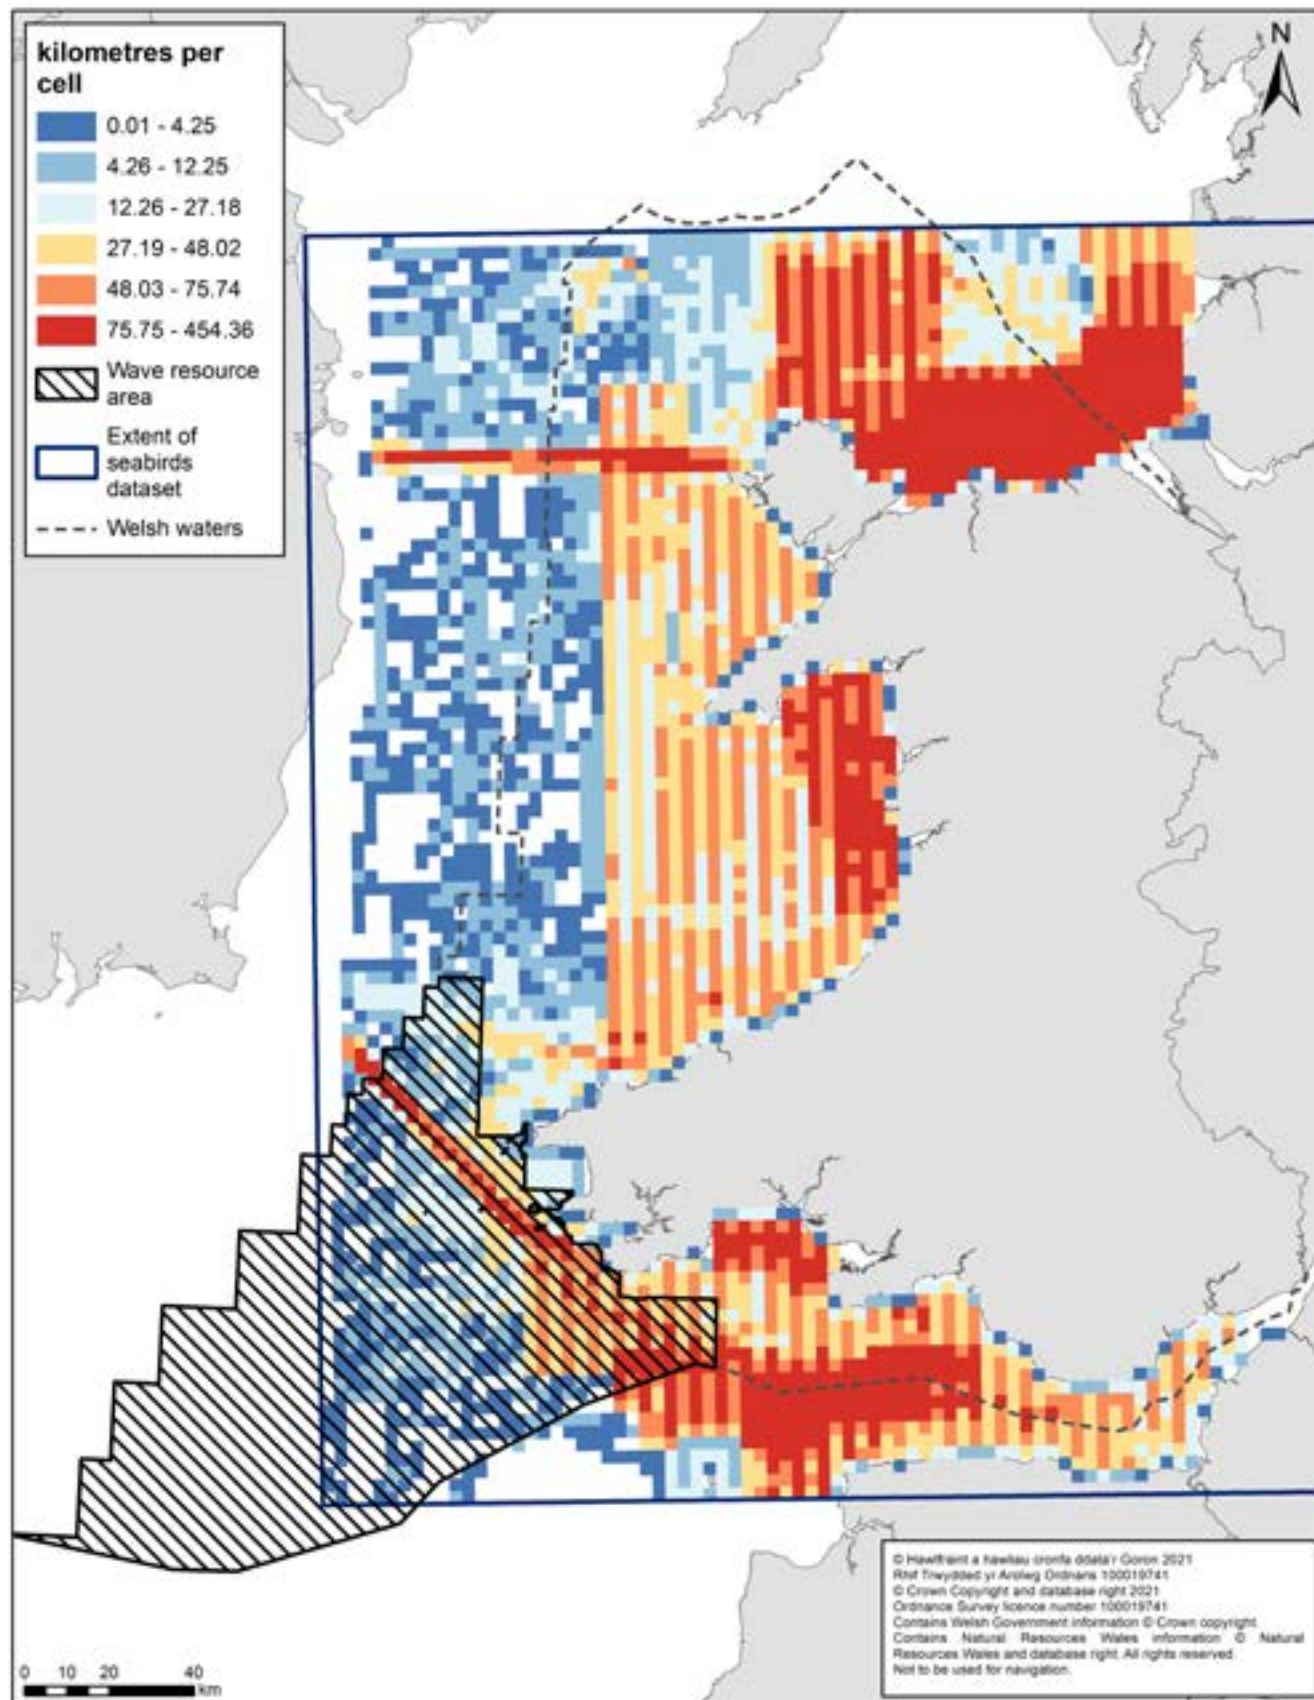 kilometres per
cell
0.01 - 4.25
4.26 - 12.25
12.26 - 27.18
27.19 - 48.02
48.03 - 75.74
75.75 - 454.36
Wave resource
area
Extent of
seabirds
dataset
Welsh waters
N
© Hawlfraint a hawliau cronfa ddata'r Goron 2021
Rhif Trwydded yr Arolwg Ordnans 100019741
© Crown Copyright and database right 2021
Ordnance Survey licence number 100019741
Contains Welsh Government information © Crown copyright.
Contains Natural Resources Wales information © Natural
Resources Wales and database right. All rights reserved.
Not to be used for navigation.
0 10 20 40
km